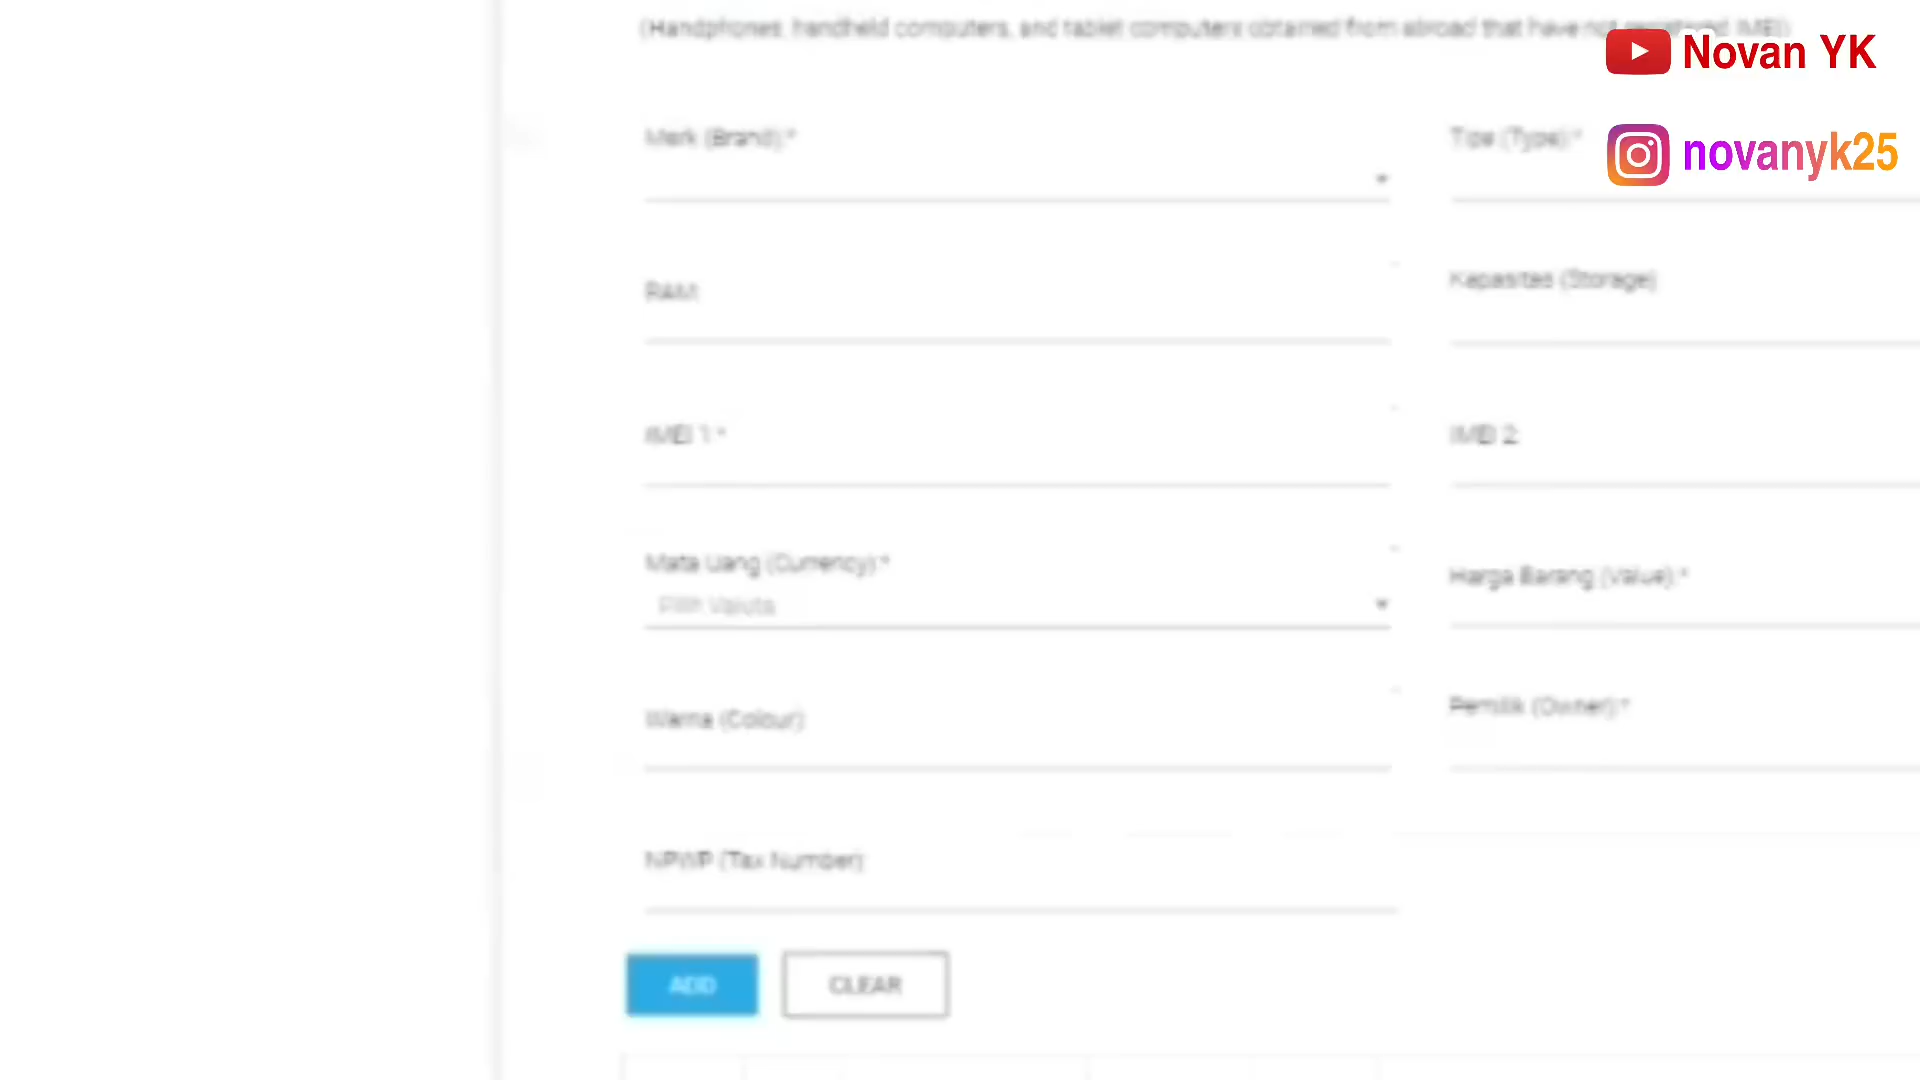 (Handphones, handheld computers, and tablet computers obtained from abroad that have not registered IMEI)
Novan YK
novanyk25
Merk (Brand):*
Tipe (Type):*
RAM:
Kapasitas (Storage)
IMEI 1:*
IMEI 2:
Mata Uang (Currency):*
Pilih Valuta
Harga Barang (Value):*
Warna (Colour):
Pemilik (Owner):*
NPWP (Tax Number):
ADD
CLEAR